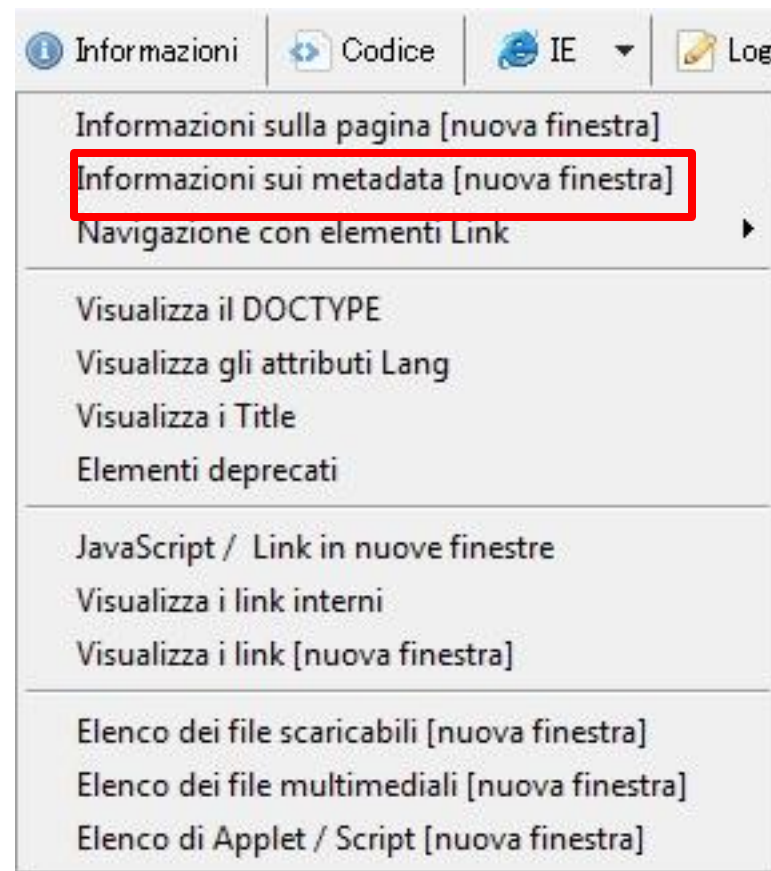 Informazioni Codice IE Log
Informazioni sulla pagina [nuova finestra]
Informazioni sui metadata [nuova finestra]
Navigazione con elementi Link
Visualizza il DOCTYPE
Visualizza gli attributi Lang
Visualizza i Title
Elementi deprecati
JavaScript / Link in nuove finestre
Visualizza i link interni
Visualizza i link [nuova finestra]
Elenco dei file scaricabili [nuova finestra]
Elenco dei file multimediali [nuova finestra]
Elenco di Applet / Script [nuova finestra]